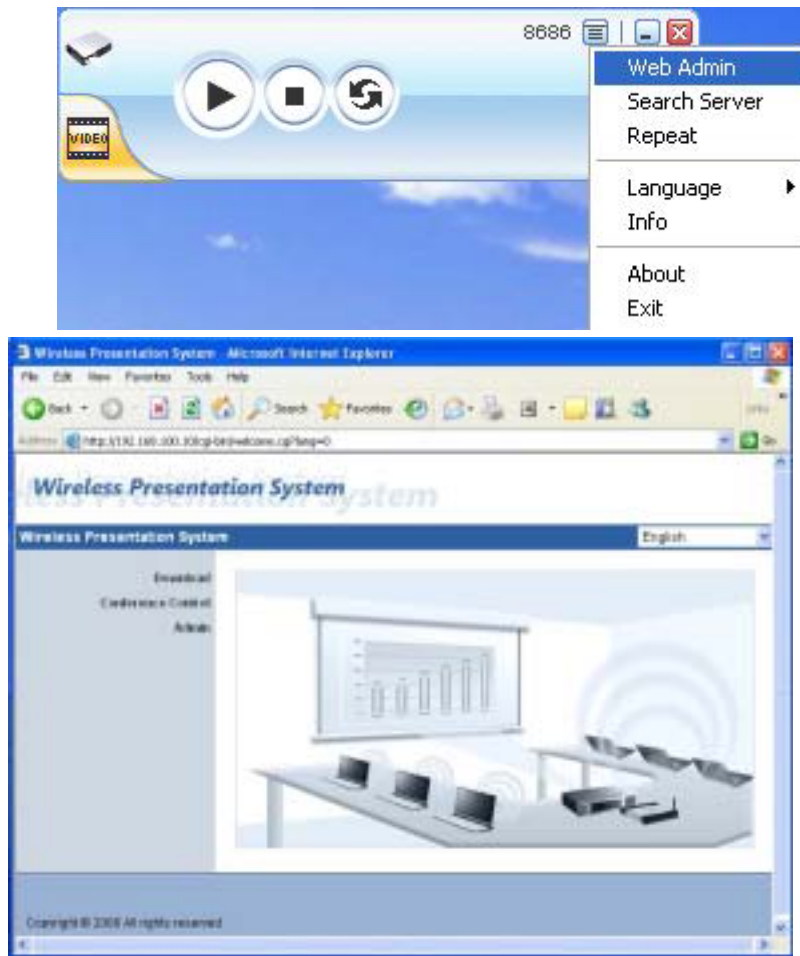 8686
VIDEO
Web Admin
Search Server
Repeat
Language
Info
About
Exit
Wireless Presentation System - Microsoft Internet Explorer
File Edit View Favorites Tools Help
Back Search Favorites
Address Go
Wireless Presentation System
Wireless Presentation System English
Download
Conference Control
Admin
All rights reserved